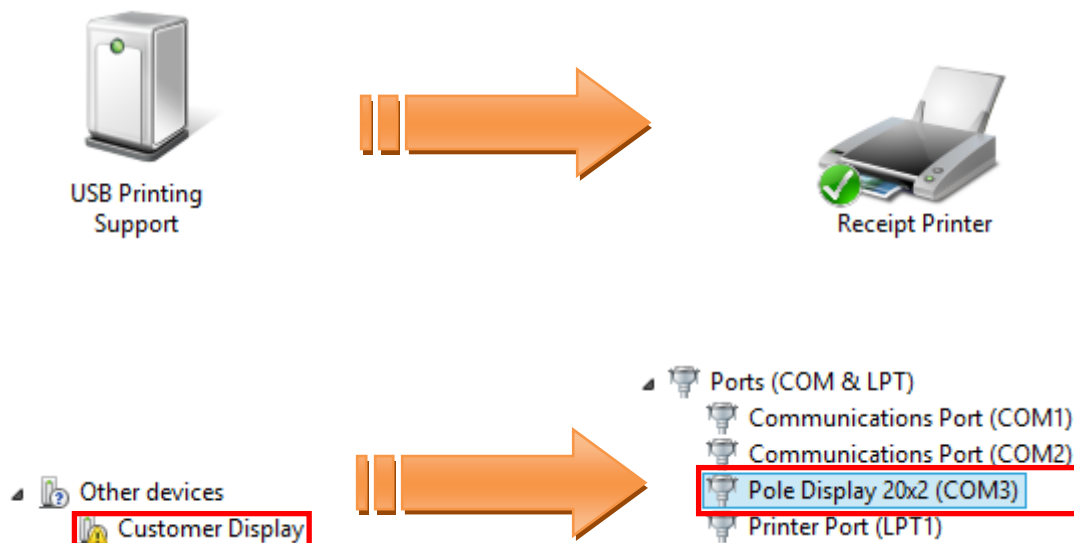 USB Printing
Support
Receipt Printer
Ports (COM & LPT)
Communications Port (COM1)
Communications Port (COM2)
Other devices
Pole Display 20x2 (COM3)
Customer Display
Printer Port (LPT1)